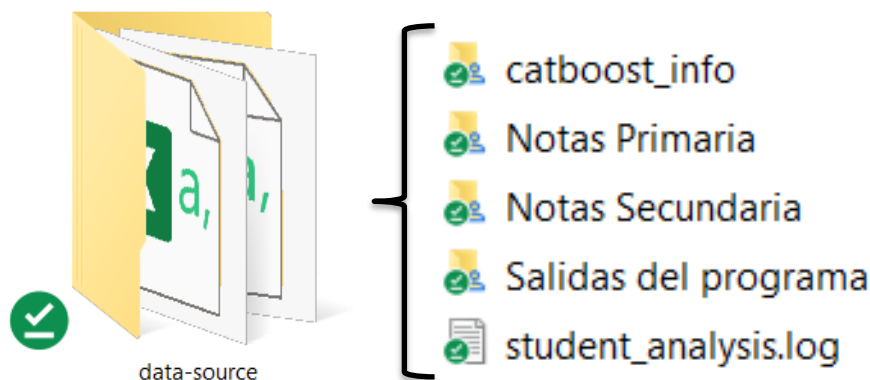 a,
a,
data-source
catboost_info
Notas Primaria
Notas Secundaria
Salidas del programa
student_analysis.log